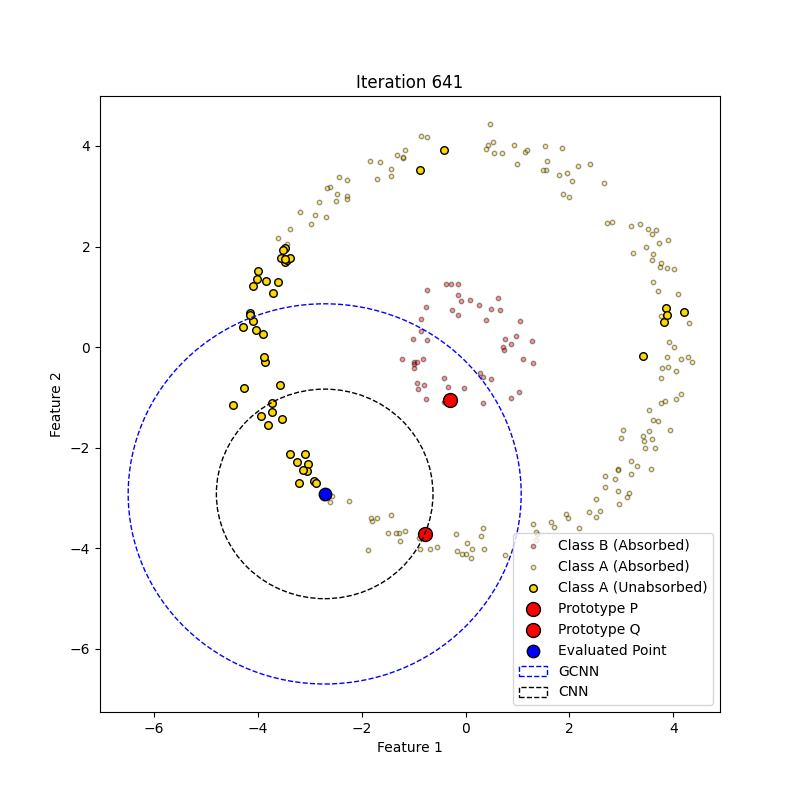 Iteration 641
Feature 2
4
2
0
−2
−4
−6
−6
−4
−2
0
2
4
Feature 1
Class B (Absorbed)
Class A (Absorbed)
Class A (Unabsorbed)
Prototype P
Prototype Q
Evaluated Point
GCNN
CNN